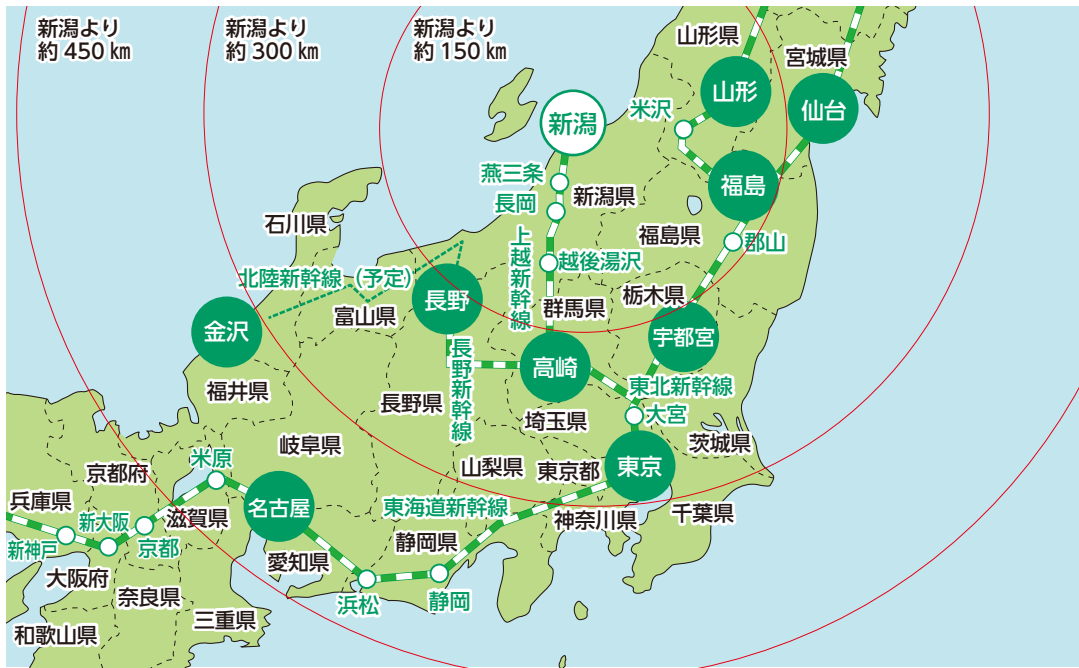 新潟より
約 450 ㎞
新潟より
約 300 ㎞
新潟より
約 150 ㎞
山形県
宮城県
山形
仙台
新潟
米沢
燕三条
福島
新潟県
長岡
石川県
福島県
郡山
上越新幹線
越後湯沢
北陸新幹線（予定）
長野
栃木県
群馬県
富山県
金沢
宇都宮
高崎
長野新幹線
福井県
東北新幹線
長野県
埼玉県
大宮
茨城県
岐阜県
山梨県
東京都
東京
米原
京都府
兵庫県
名古屋
東海道新幹線
新大阪
滋賀県
神奈川県
千葉県
新神戸
京都
静岡県
愛知県
大阪府
奈良県
浜松
静岡
三重県
和歌山県